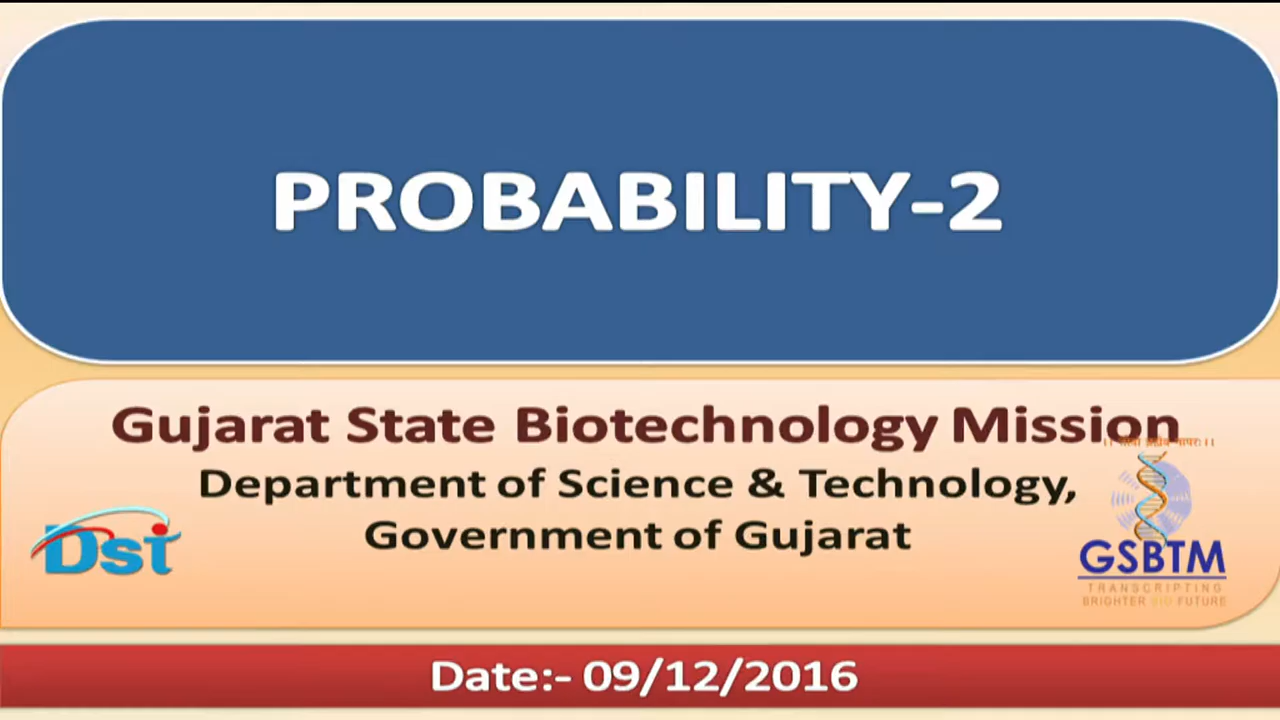 PROBABILITY-2
Gujarat State Biotechnology Mission
Department of Science & Technology,
Government of Gujarat
Dst
GSBTM
TRANSCRIPTING
BRIGHTER BIO FUTURE
Date:- 09/12/2016